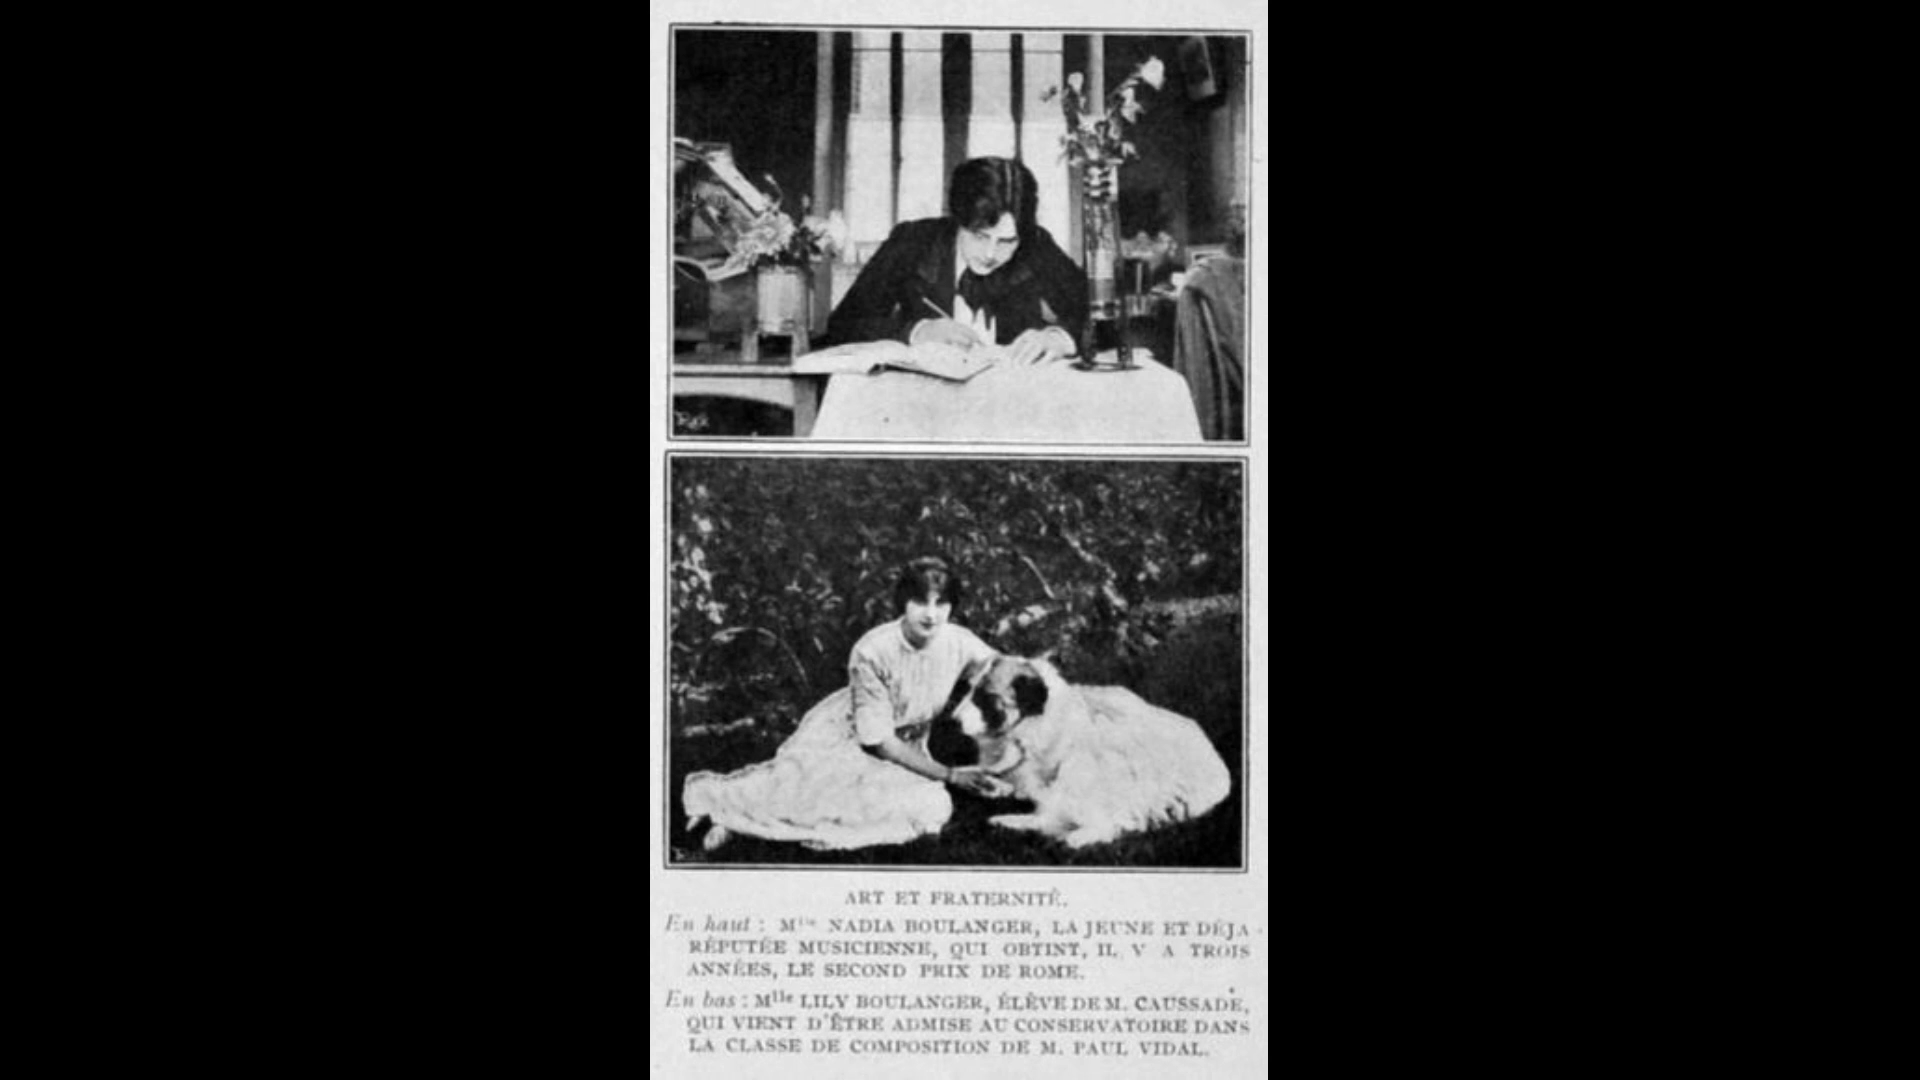 ART ET FRATERNITÉ.
En haut : Mlle NADIA BOULANGER, LA JEUNE ET DÉJA
RÉPUTÉE MUSICIENNE, QUI OBTINT, IL Y A TROIS
ANNÉES, LE SECOND PRIX DE ROME.
En bas : Mlle LILY BOULANGER, ÉLÈVE DE M. CAUSSADE,
QUI VIENT D'ÊTRE ADMISE AU CONSERVATOIRE DANS
LA CLASSE DE COMPOSITION DE M. PAUL VIDAL.